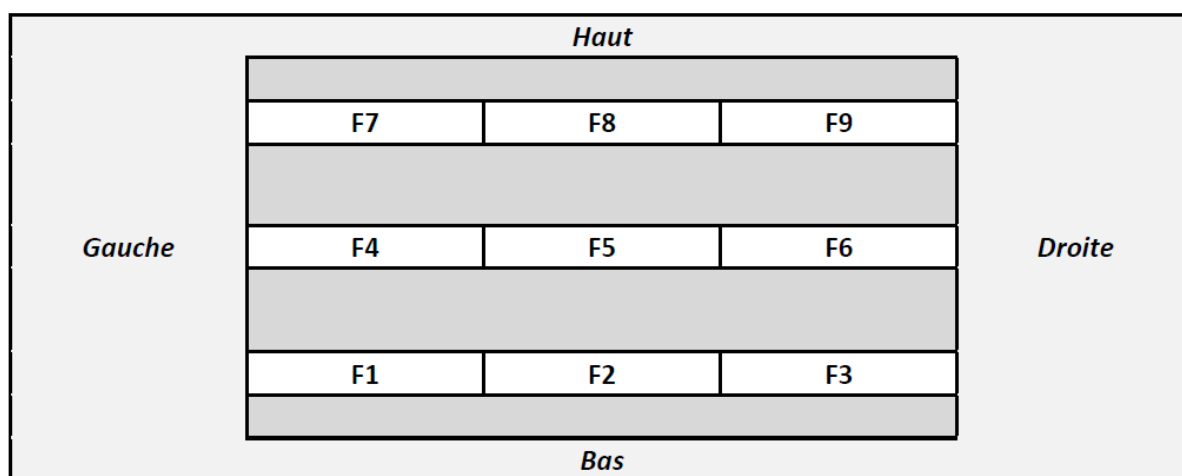 Haut
F7 F8 F9
Gauche F4 F5 F6 Droite
F1 F2 F3
Bas